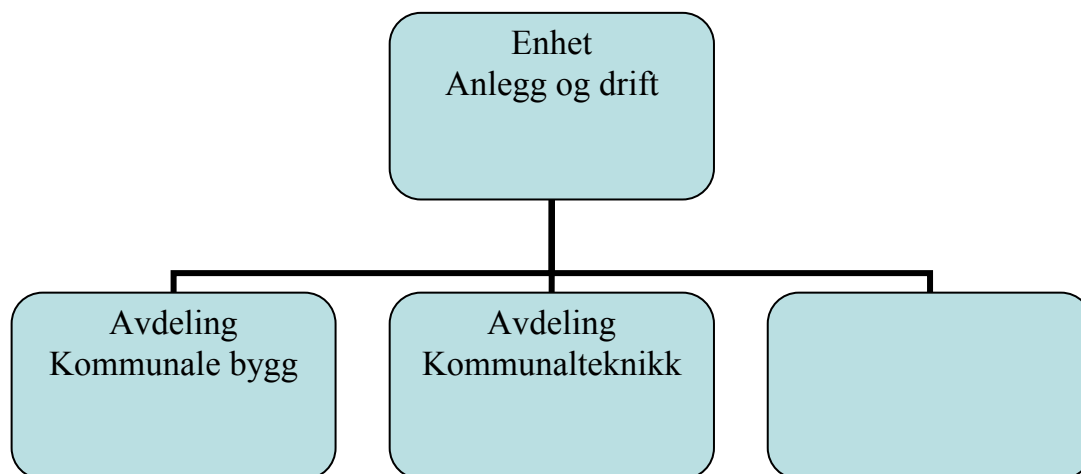 Enhet
Anlegg og drift
Avdeling
Kommunale bygg
Avdeling
Kommunalteknikk